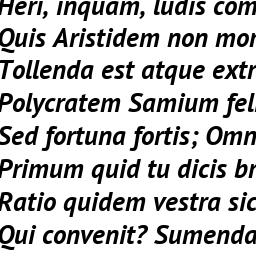 Heri, inquam, ludis com
Quis Aristidem non mor
Tollenda est atque extr
Polycratem Samium feli
Sed fortuna fortis; Omn
Primum quid tu dicis br
Ratio quidem vestra sic
Qui convenit? Sumenda